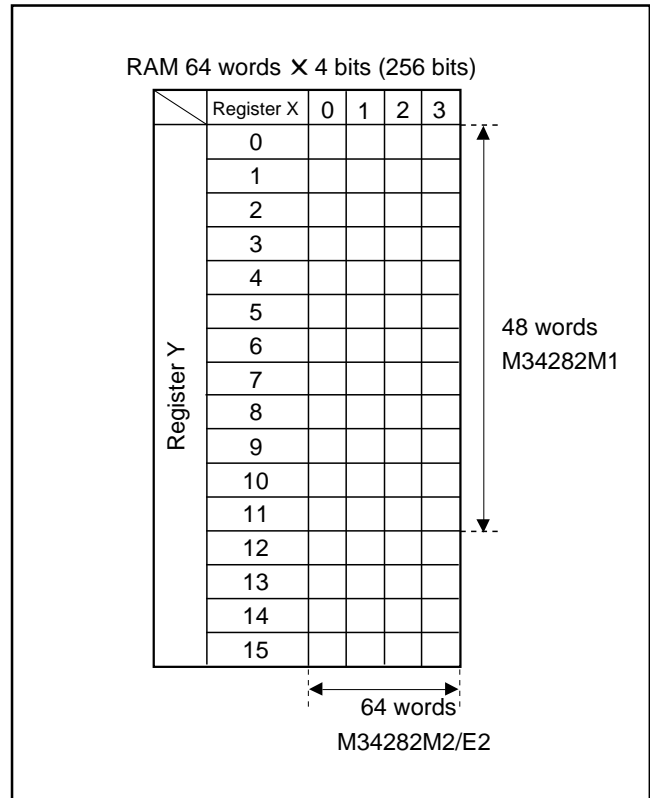 RAM 64 words × 4 bits (256 bits)
Register X 0 1 2 3
Register Y
0
1
2
3
4
5
6
7
8
9
10
11
12
13
14
15
48 words
M34282M1
64 words
M34282M2/E2